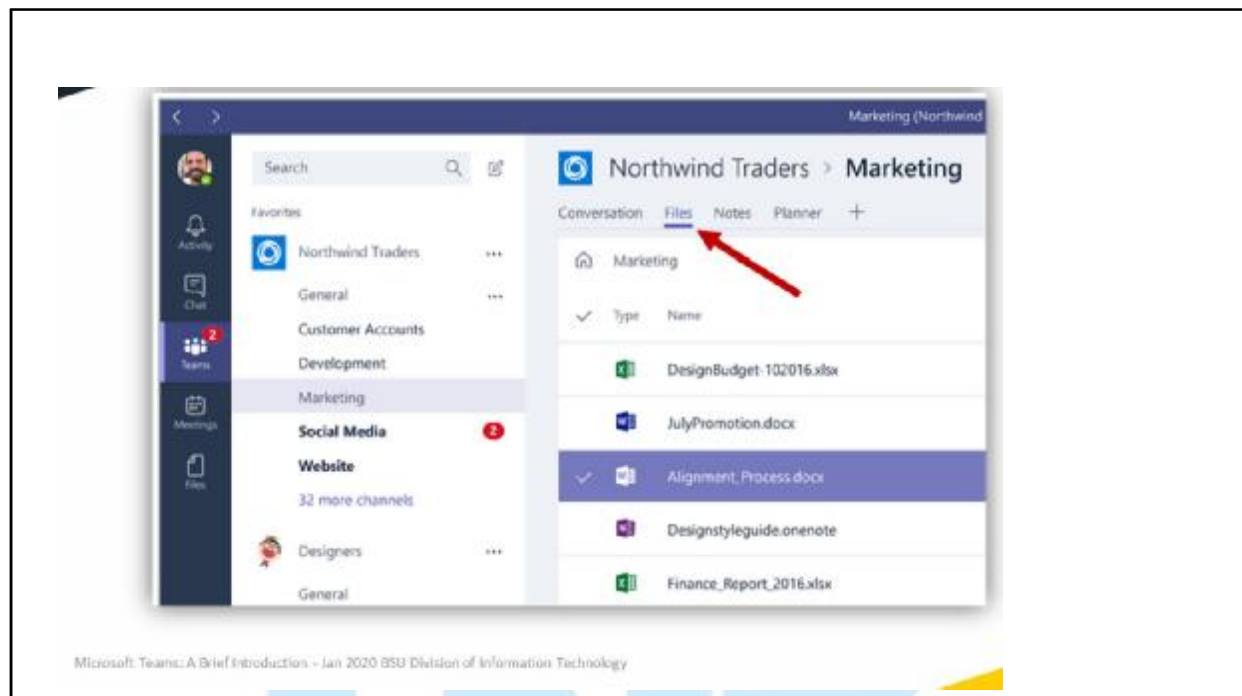 Marketing (Northwind
Search
Northwind Traders > Marketing
Favorites
Conversation Files Notes Planner +
Activity
Northwind Traders ...
Marketing
Chat
General ...
Type Name
Customer Accounts
2
Teams
Development
DesignBudget-102016.xlsx
Marketing
Meetings
Social Media 2
JulyPromotion.docx
Website
Files
Alignment_Process.docx
32 more channels
Designstyleguide.onenote
Designers ...
General
Finance_Report_2016.xlsx
Microsoft Teams: A Brief Introduction – Jan 2020 BSU Division of Information Technology